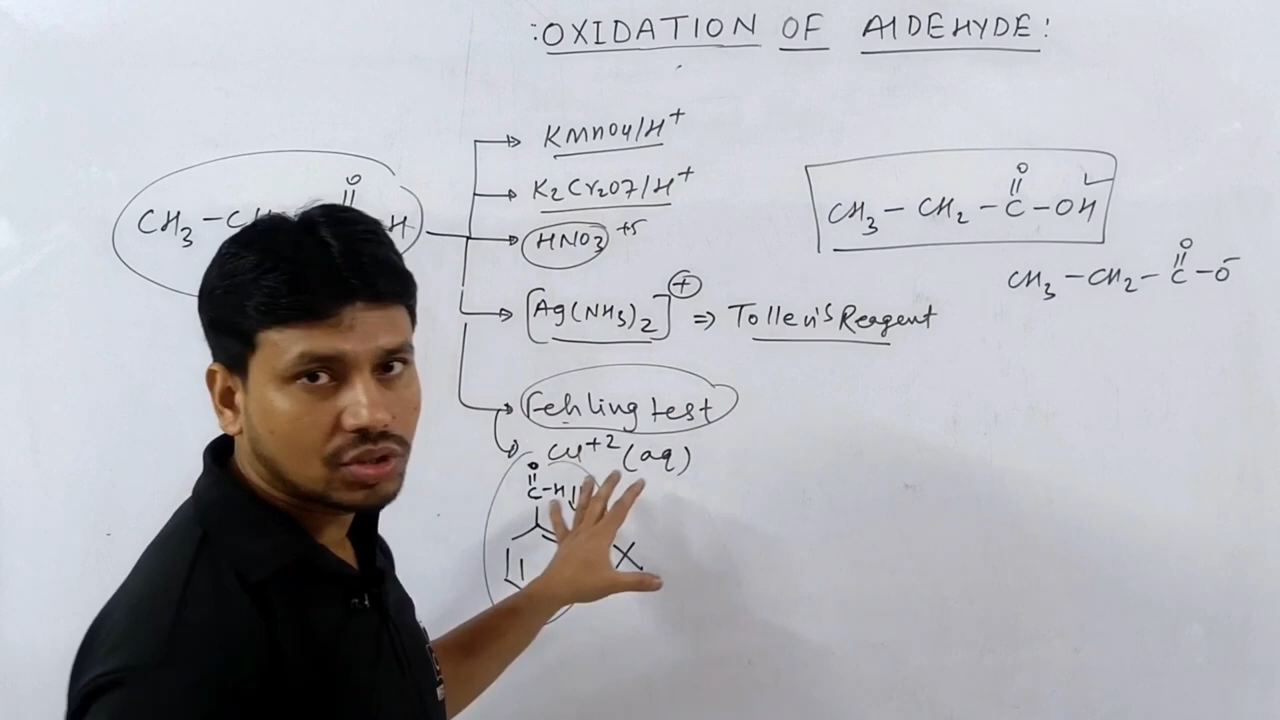 :OXIDATION OF AlDEHYDE:
KMnO4/H+
K2Cr2O7/H+
HNO3 +5
[Ag(NH3)2]+ ⇒ Tollen's Reagent
Fehling test
Cu+2 (aq)
O
C-H↓
X
O
CH3 - C
H
O
CH3 - CH2 - C - OH
O
CH3 - CH2 - C - O-